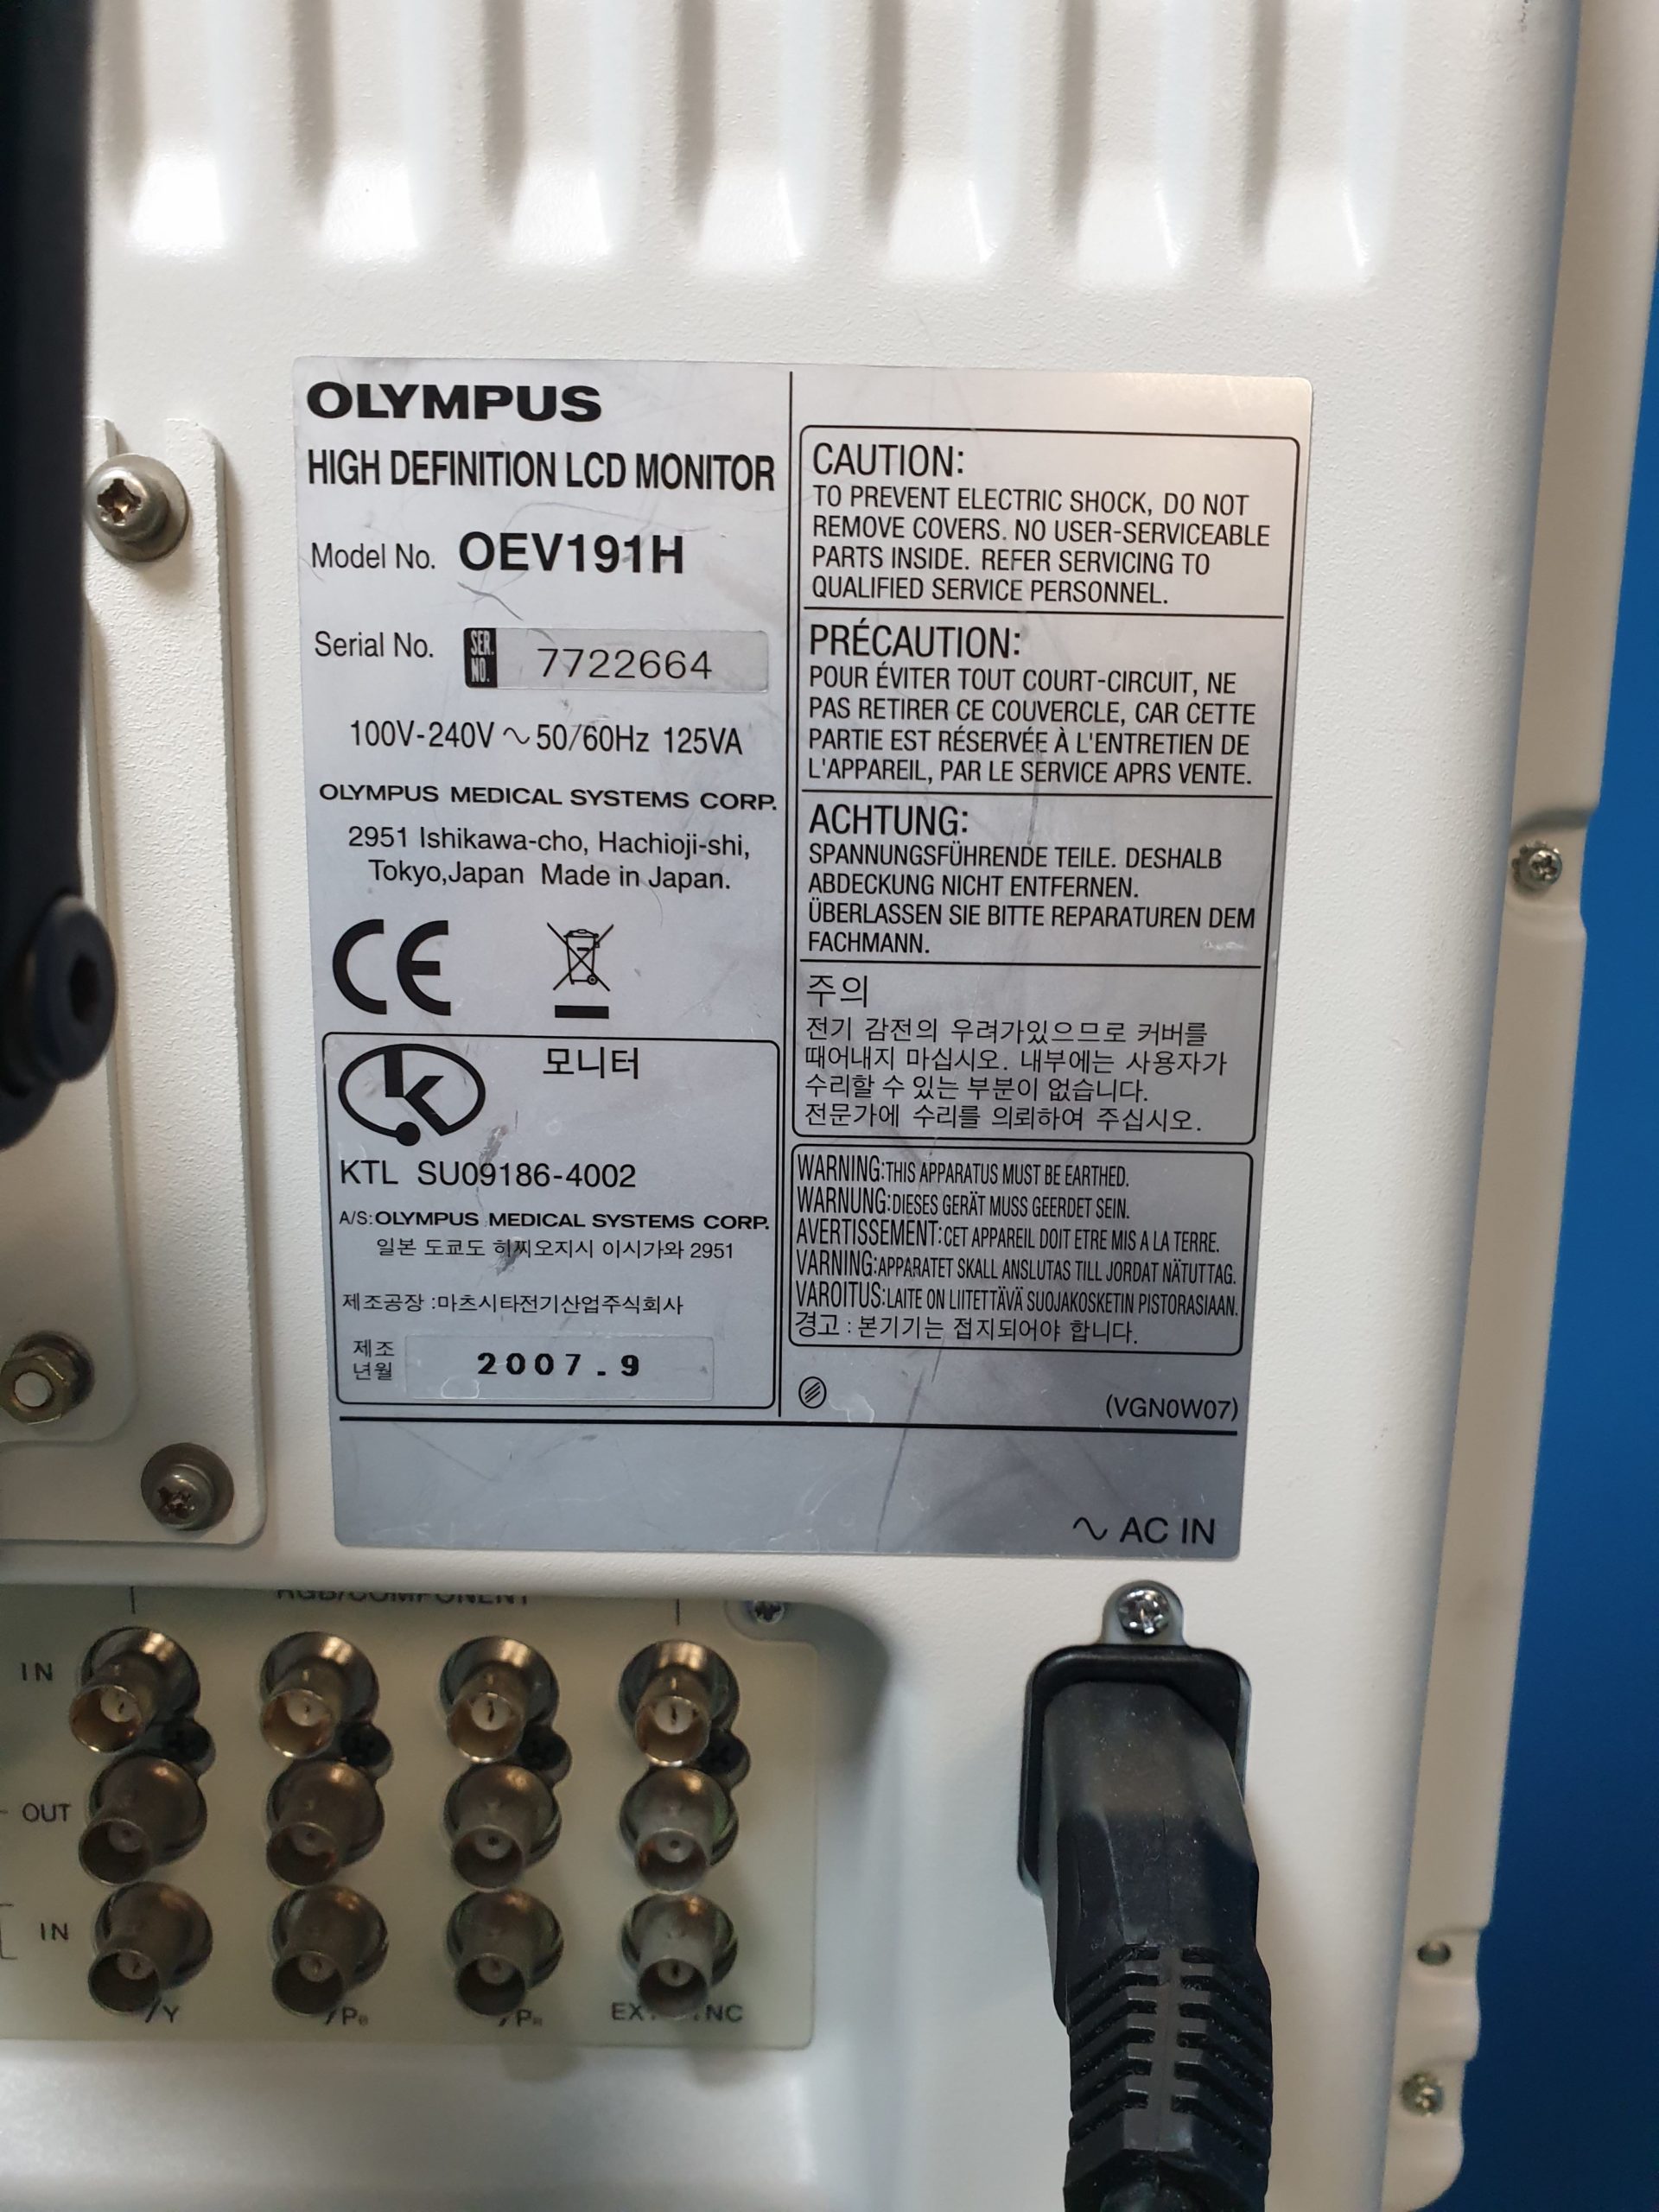 OLYMPUS
HIGH DEFINITION LCD MONITOR
Model No. OEV191H
Serial No. SER. NO. 7722664
100V-240V ∿ 50/60Hz 125VA
OLYMPUS MEDICAL SYSTEMS CORP.
2951 Ishikawa-cho, Hachioji-shi,
Tokyo,Japan Made in Japan.
CE
모니터
KTL SU09186-4002
A/S:OLYMPUS MEDICAL SYSTEMS CORP.
일본 도쿄도 히찌오지시 이시가와 2951
제조공장 :마츠시타전기산업주식회사
제조
년월
2007.9
CAUTION:
TO PREVENT ELECTRIC SHOCK, DO NOT
REMOVE COVERS. NO USER-SERVICEABLE
PARTS INSIDE. REFER SERVICING TO
QUALIFIED SERVICE PERSONNEL.
PRÉCAUTION:
POUR ÉVITER TOUT COURT-CIRCUIT, NE
PAS RETIRER CE COUVERCLE, CAR CETTE
PARTIE EST RÉSERVÉE À L'ENTRETIEN DE
L'APPAREIL, PAR LE SERVICE APRS VENTE.
ACHTUNG:
SPANNUNGSFÜHRENDE TEILE. DESHALB
ABDECKUNG NICHT ENTFERNEN.
ÜBERLASSEN SIE BITTE REPARATUREN DEM
FACHMANN.
주의
전기 감전의 우려가있으므로 커버를
때어내지 마십시오. 내부에는 사용자가
수리할 수 있는 부분이 없습니다.
전문가에 수리를 의뢰하여 주십시오.
WARNING:THIS APPARATUS MUST BE EARTHED.
WARNUNG:DIESES GERÄT MUSS GEERDET SEIN.
AVERTISSEMENT:CET APPAREIL DOIT ETRE MIS A LA TERRE.
VARNING:APPARATET SKALL ANSLUTAS TILL JORDAT NÄTUTTAG.
VAROITUS:LAITE ON LIITETTÄVÄ SUOJAKOSKETIN PISTORASIAAN.
경고 : 본기기는 접지되어야 합니다.
(VGN0W07)
∿ AC IN
RGB/COMPONENT
IN
OUT
IN
/Y /PB /PR